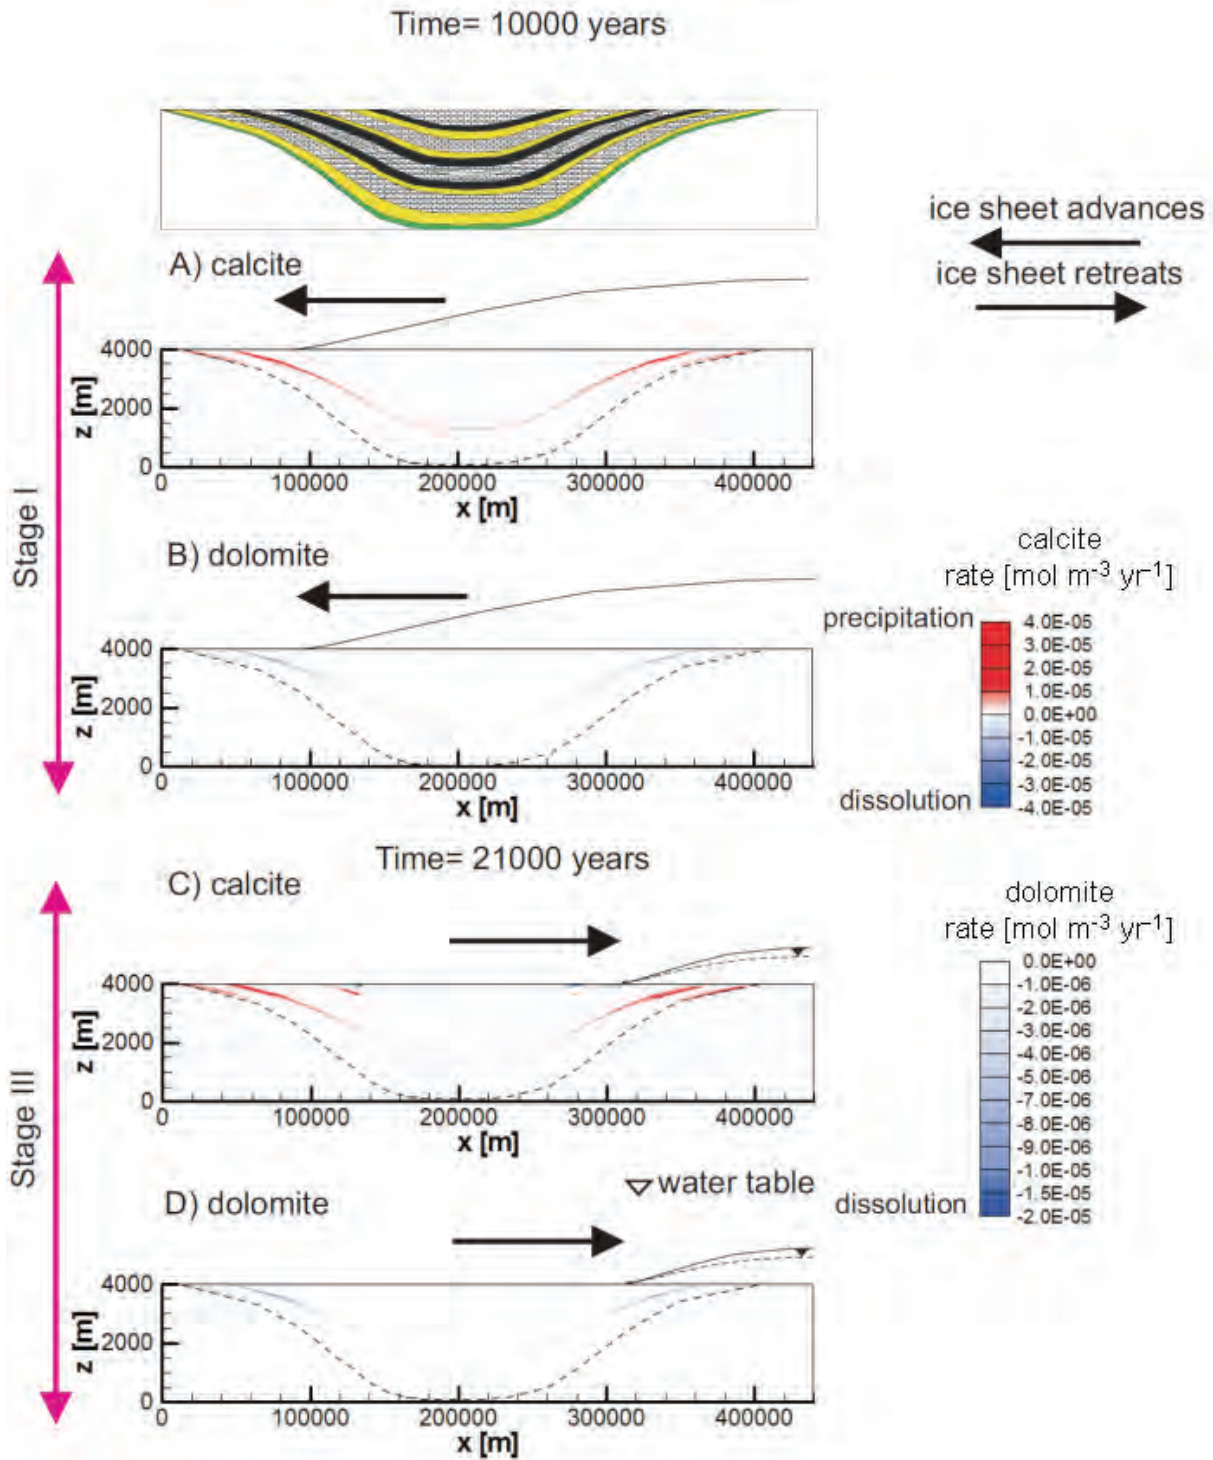 Time= 10000 years
ice sheet advances
ice sheet retreats
Stage I
A) calcite
4000
2000
0
z [m]
0 100000 200000 300000 400000
x [m]
B) dolomite
4000
2000
0
z [m]
0 100000 200000 300000 400000
x [m]
calcite
rate [mol m⁻³ yr⁻¹]
precipitation
4.0E-05
3.0E-05
2.0E-05
1.0E-05
0.0E+00
-1.0E-05
-2.0E-05
-3.0E-05
-4.0E-05
dissolution
Time= 21000 years
Stage III
C) calcite
4000
2000
0
z [m]
0 100000 200000 300000 400000
x [m]
water table
D) dolomite
4000
2000
0
z [m]
0 100000 200000 300000 400000
x [m]
dolomite
rate [mol m⁻³ yr⁻¹]
0.0E+00
-1.0E-06
-2.0E-06
-3.0E-06
-4.0E-06
-5.0E-06
-6.0E-06
-7.0E-06
-8.0E-06
-9.0E-06
-1.0E-05
-1.5E-05
-2.0E-05
dissolution